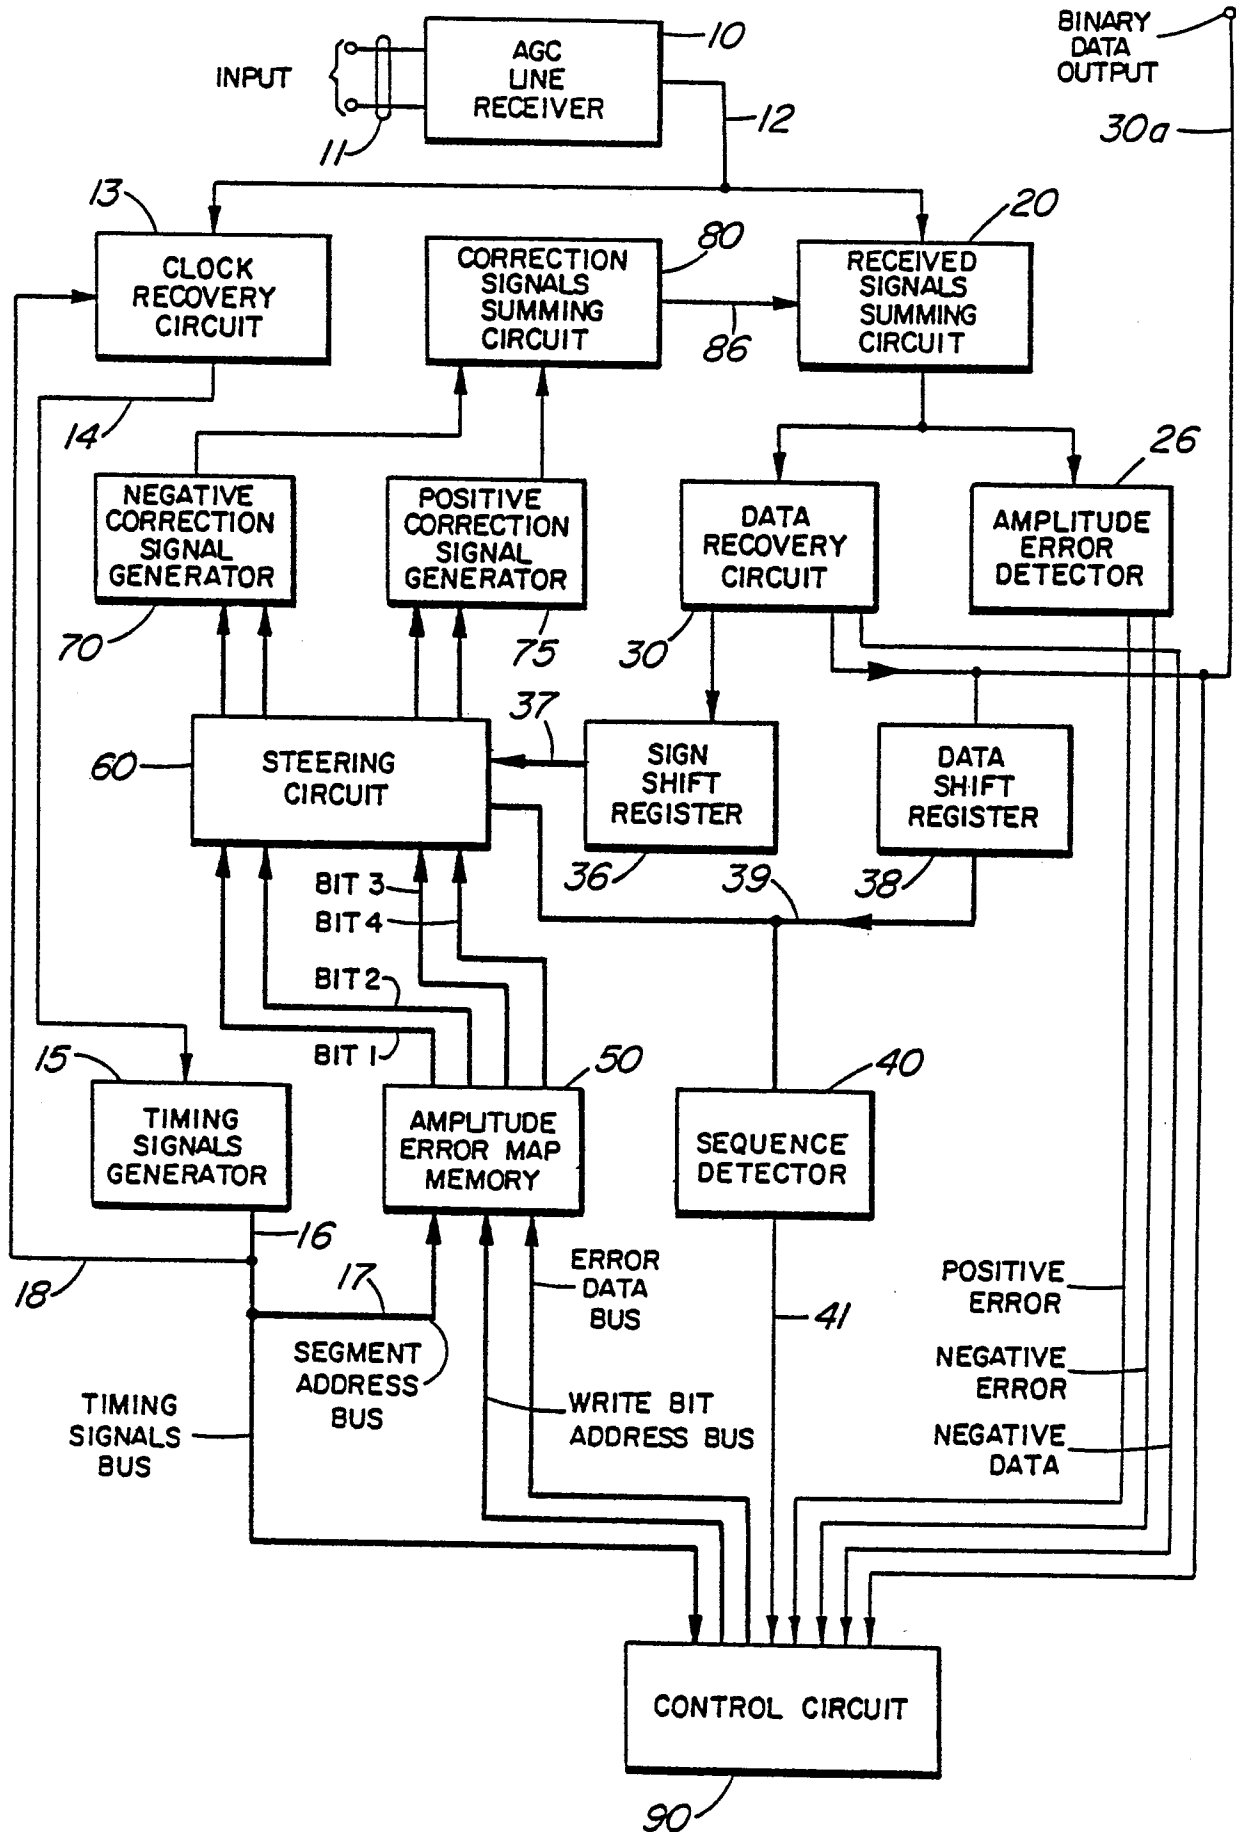 BINARY
DATA
OUTPUT
30a
INPUT
11
AGC
LINE
RECEIVER
10
12
13
CLOCK
RECOVERY
CIRCUIT
14
CORRECTION
SIGNALS
SUMMING
CIRCUIT
80
86
20
RECEIVED
SIGNALS
SUMMING
CIRCUIT
NEGATIVE
CORRECTION
SIGNAL
GENERATOR
70
POSITIVE
CORRECTION
SIGNAL
GENERATOR
75
DATA
RECOVERY
CIRCUIT
30
26
AMPLITUDE
ERROR
DETECTOR
60
STEERING
CIRCUIT
37
SIGN
SHIFT
REGISTER
36
DATA
SHIFT
REGISTER
38
39
BIT 3
BIT 4
BIT 2
BIT 1
15
TIMING
SIGNALS
GENERATOR
16
18
50
AMPLITUDE
ERROR MAP
MEMORY
40
SEQUENCE
DETECTOR
41
17
SEGMENT
ADDRESS
BUS
ERROR
DATA
BUS
TIMING
SIGNALS
BUS
WRITE BIT
ADDRESS BUS
POSITIVE
ERROR
NEGATIVE
ERROR
NEGATIVE
DATA
CONTROL CIRCUIT
90